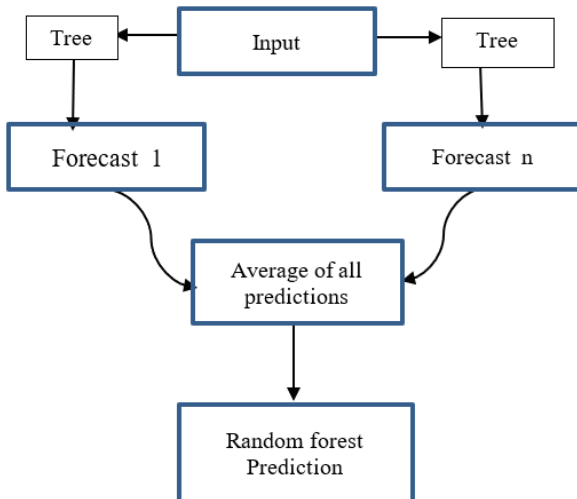 Tree
Input
Tree
Forecast 1
Forecast n
Average of all
predictions
Random forest
Prediction